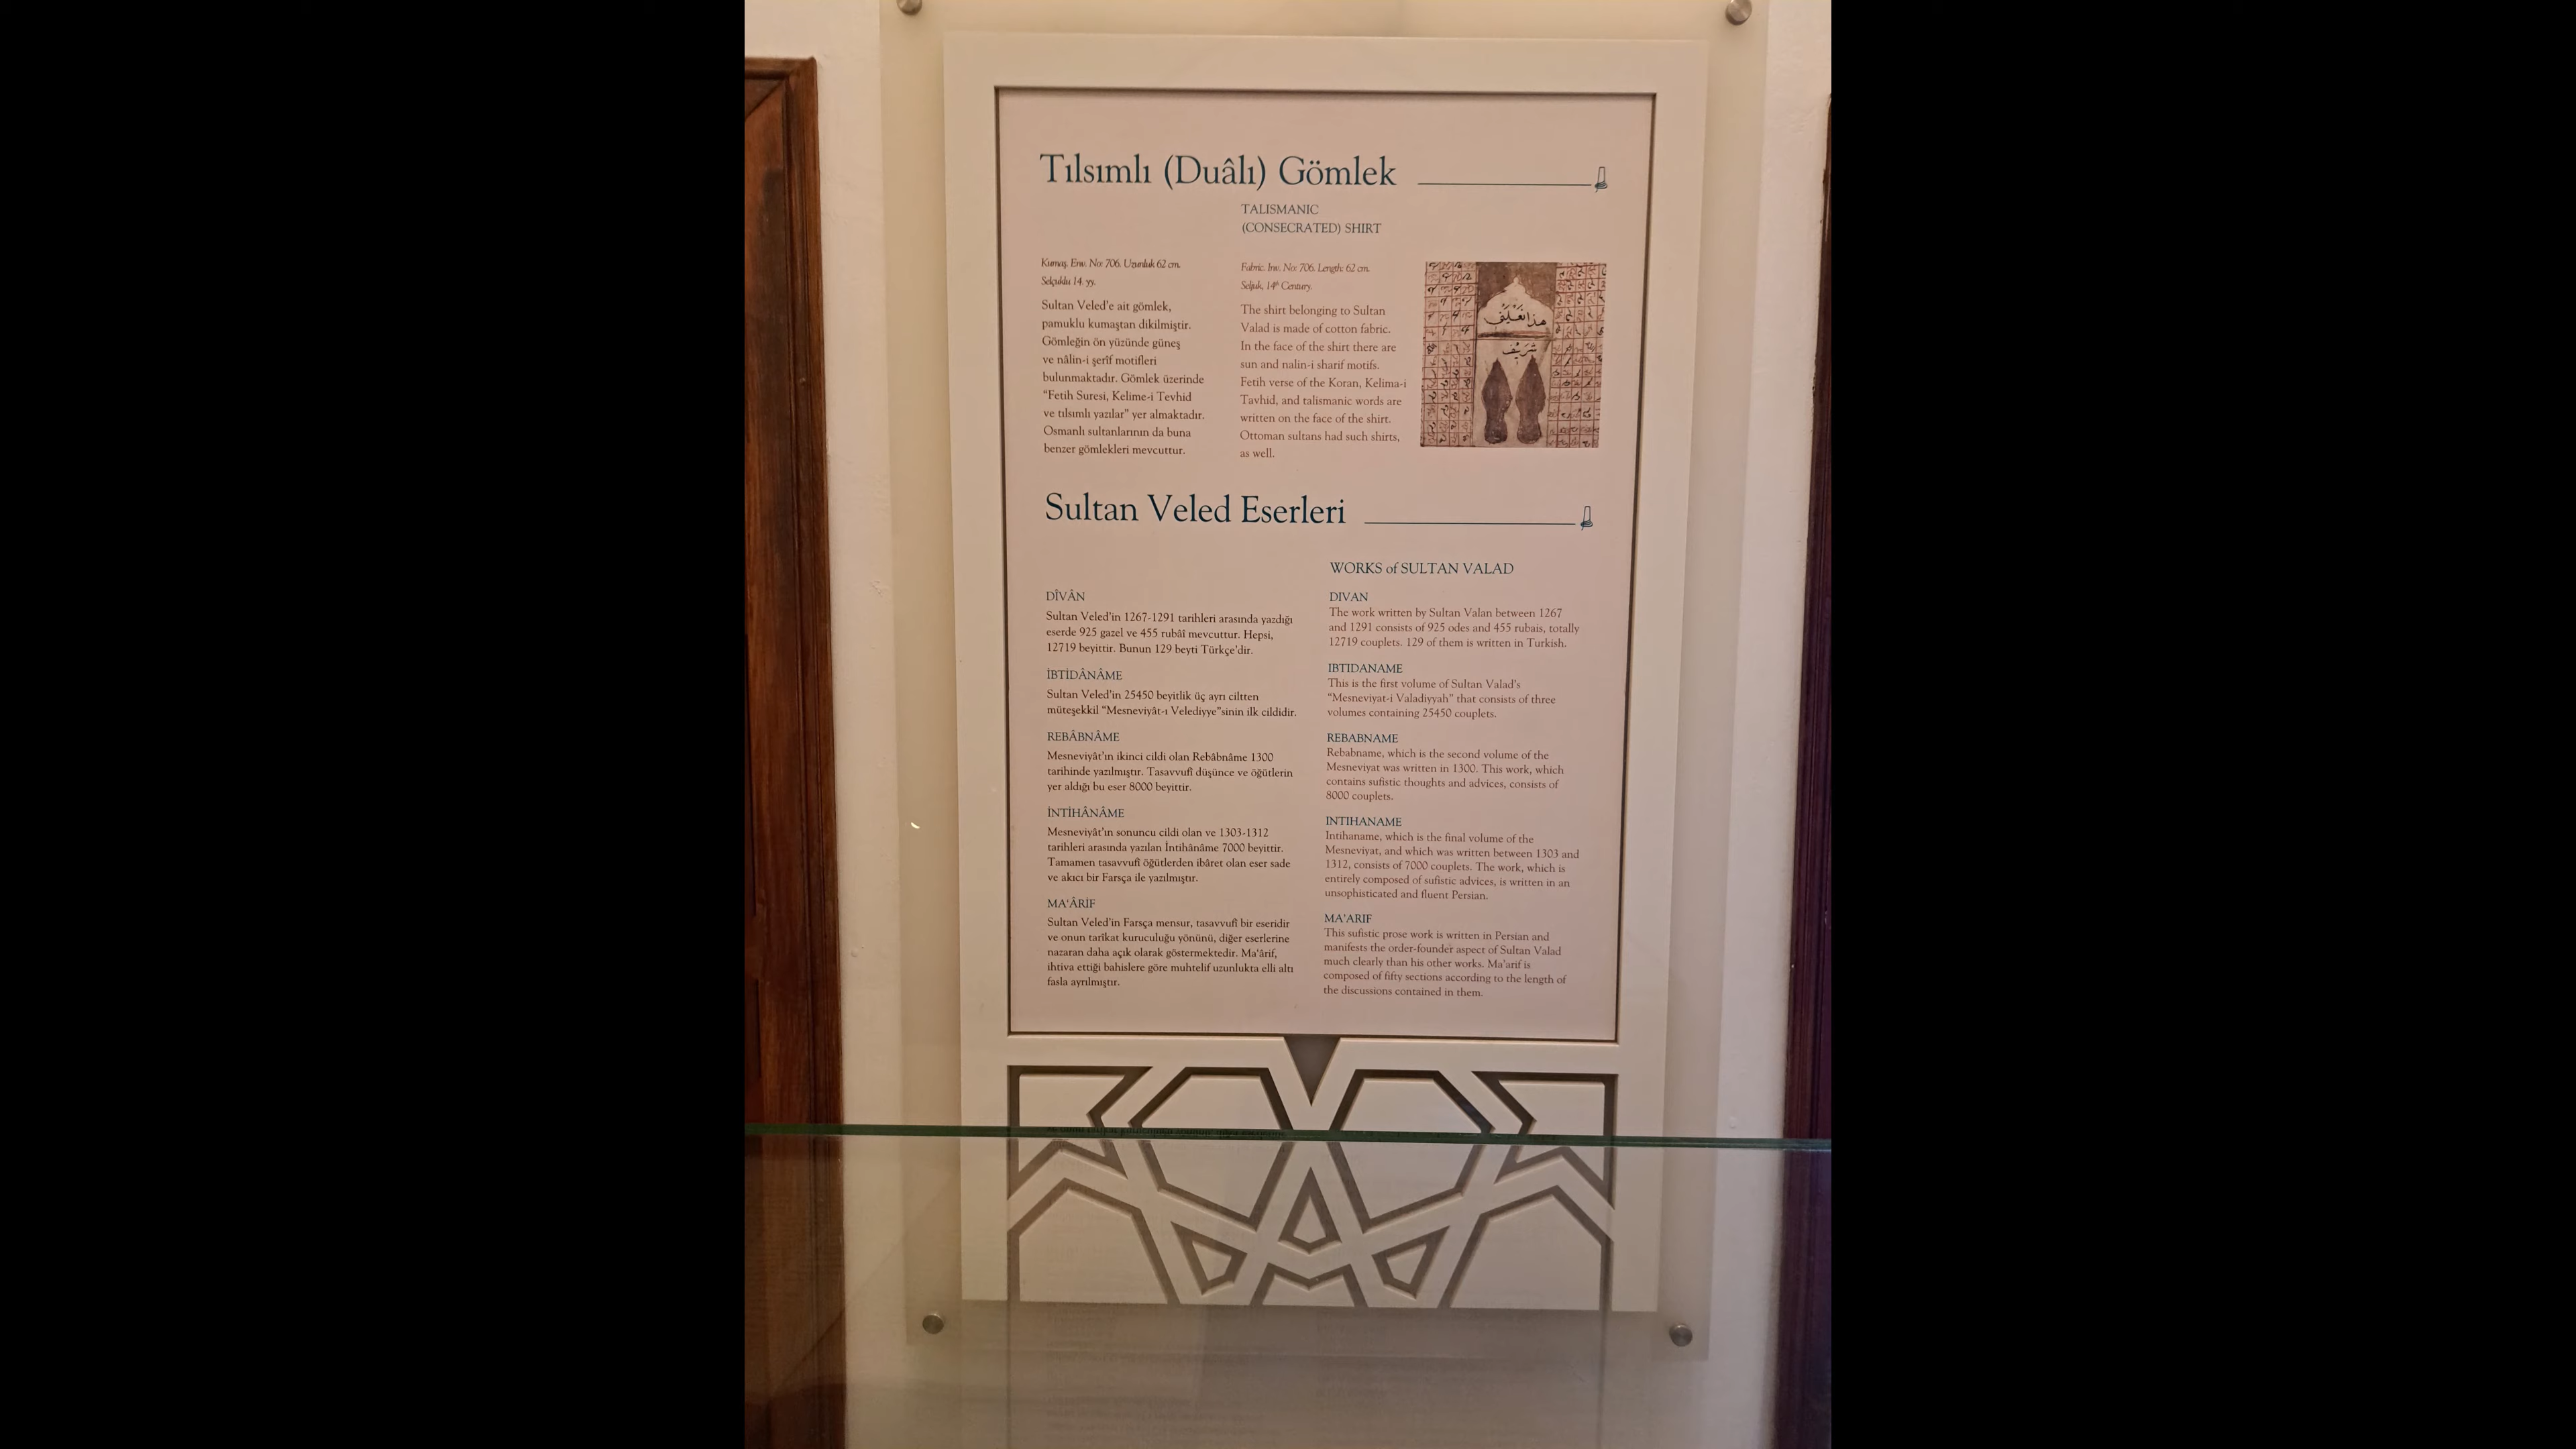 Tılsımlı (Duâlı) Gömlek
TALISMANIC
(CONSECRATED) SHIRT
Kumaş. Env. No: 706. Uzunluk 62 cm.
Selçuklu 14. yy.
Sultan Veled'e ait gömlek,
pamuklu kumaştan dikilmiştir.
Gömleğin ön yüzünde güneş
ve nâlin-i şerîf motifleri
bulunmaktadır. Gömlek üzerinde
“Fetih Suresi, Kelime-i Tevhid
ve tılsımlı yazılar” yer almaktadır.
Osmanlı sultanlarının da buna
benzer gömlekleri mevcuttur.
Fabric. Inv. No: 706. Length: 62 cm.
Seljuk, 14th Century.
The shirt belonging to Sultan
Valad is made of cotton fabric.
In the face of the shirt there are
sun and nalin-i sharif motifs.
Fetih verse of the Koran, Kelima-i
Tavhid, and talismanic words are
written on the face of the shirt.
Ottoman sultans had such shirts,
as well.
هذا تعليق
شريف
Sultan Veled Eserleri
WORKS of SULTAN VALAD
DÎVÂN
Sultan Veled'in 1267-1291 tarihleri arasında yazdığı
eserde 925 gazel ve 455 rubâî mevcuttur. Hepsi,
12719 beyittir. Bunun 129 beyti Türkçe'dir.
İBTİDÂNÂME
Sultan Veled'in 25450 beyitlik üç ayrı ciltten
müteşekkil “Mesneviyât-ı Velediyye”sinin ilk cildidir.
REBÂBNÂME
Mesneviyât'ın ikinci cildi olan Rebâbnâme 1300
tarihinde yazılmıştır. Tasavvufî düşünce ve öğütlerin
yer aldığı bu eser 8000 beyittir.
İNTİHÂNÂME
Mesneviyât'ın sonuncu cildi olan ve 1303-1312
tarihleri arasında yazılan İntihânâme 7000 beyittir.
Tamamen tasavvufî öğütlerden ibâret olan eser sade
ve akıcı bir Farsça ile yazılmıştır.
MA'ÂRİF
Sultan Veled'in Farsça mensur, tasavvufî bir eseridir
ve onun tarîkat kuruculuğu yönünü, diğer eserlerine
nazaran daha açık olarak göstermektedir. Ma'ârif,
ihtiva ettiği bahislere göre muhtelif uzunlukta elli altı
fasla ayrılmıştır.
DIVAN
The work written by Sultan Valan between 1267
and 1291 consists of 925 odes and 455 rubais, totally
12719 couplets. 129 of them is written in Turkish.
IBTIDANAME
This is the first volume of Sultan Valad's
“Mesneviyat-i Valadiyyah” that consists of three
volumes containing 25450 couplets.
REBABNAME
Rebabname, which is the second volume of the
Mesneviyat was written in 1300. This work, which
contains sufistic thoughts and advices, consists of
8000 couplets.
INTIHANAME
Intihaname, which is the final volume of the
Mesneviyat, and which was written between 1303 and
1312, consists of 7000 couplets. The work, which is
entirely composed of sufistic advices, is written in an
unsophisticated and fluent Persian.
MA'ARIF
This sufistic prose work is written in Persian and
manifests the order-founder aspect of Sultan Valad
much clearly than his other works. Ma'arif is
composed of fifty sections according to the length of
the discussions contained in them.